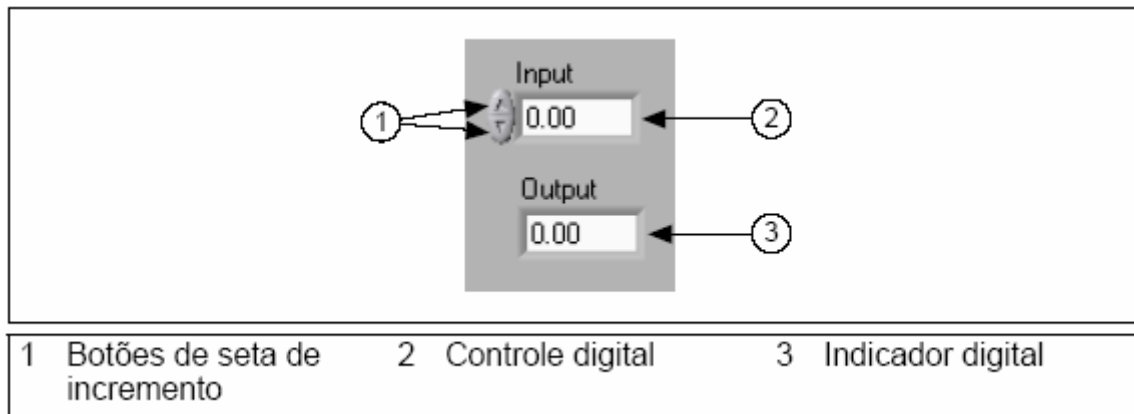 Input
1
0.00
2
Output
0.00
3
1 Botões de seta de incremento
2 Controle digital
3 Indicador digital